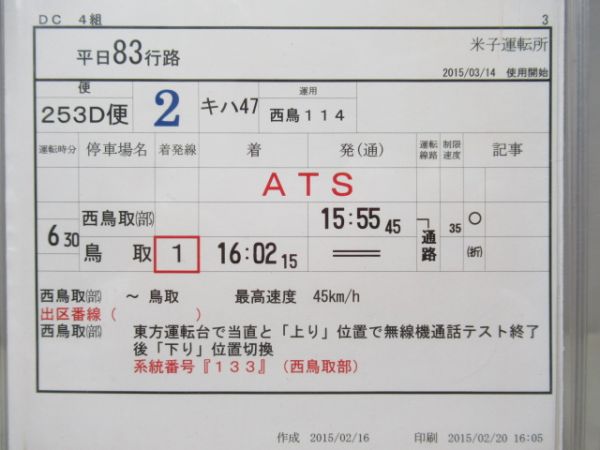 DC 4組 3
平日83行路 米子運転所
2015/03/14 使用開始
便 運用
253D便 2 キハ47 西鳥114
運転時分 停車場名 着発線 着 発(通) 運転線路 制限速度 記事
ATS
西鳥取㈱ 15:55 45
6 30 通路 35 ○
鳥取 1 16:02 15 ══ (折)
西鳥取(部) ～ 鳥取 最高速度 45km/h
出区番線( )
西鳥取(部) 東方運転台で当直と「上り」位置で無線機通話テスト終了
後「下り」位置切換
系統番号『133』(西鳥取部)
作成 2015/02/16 印刷 2015/02/20 16:05